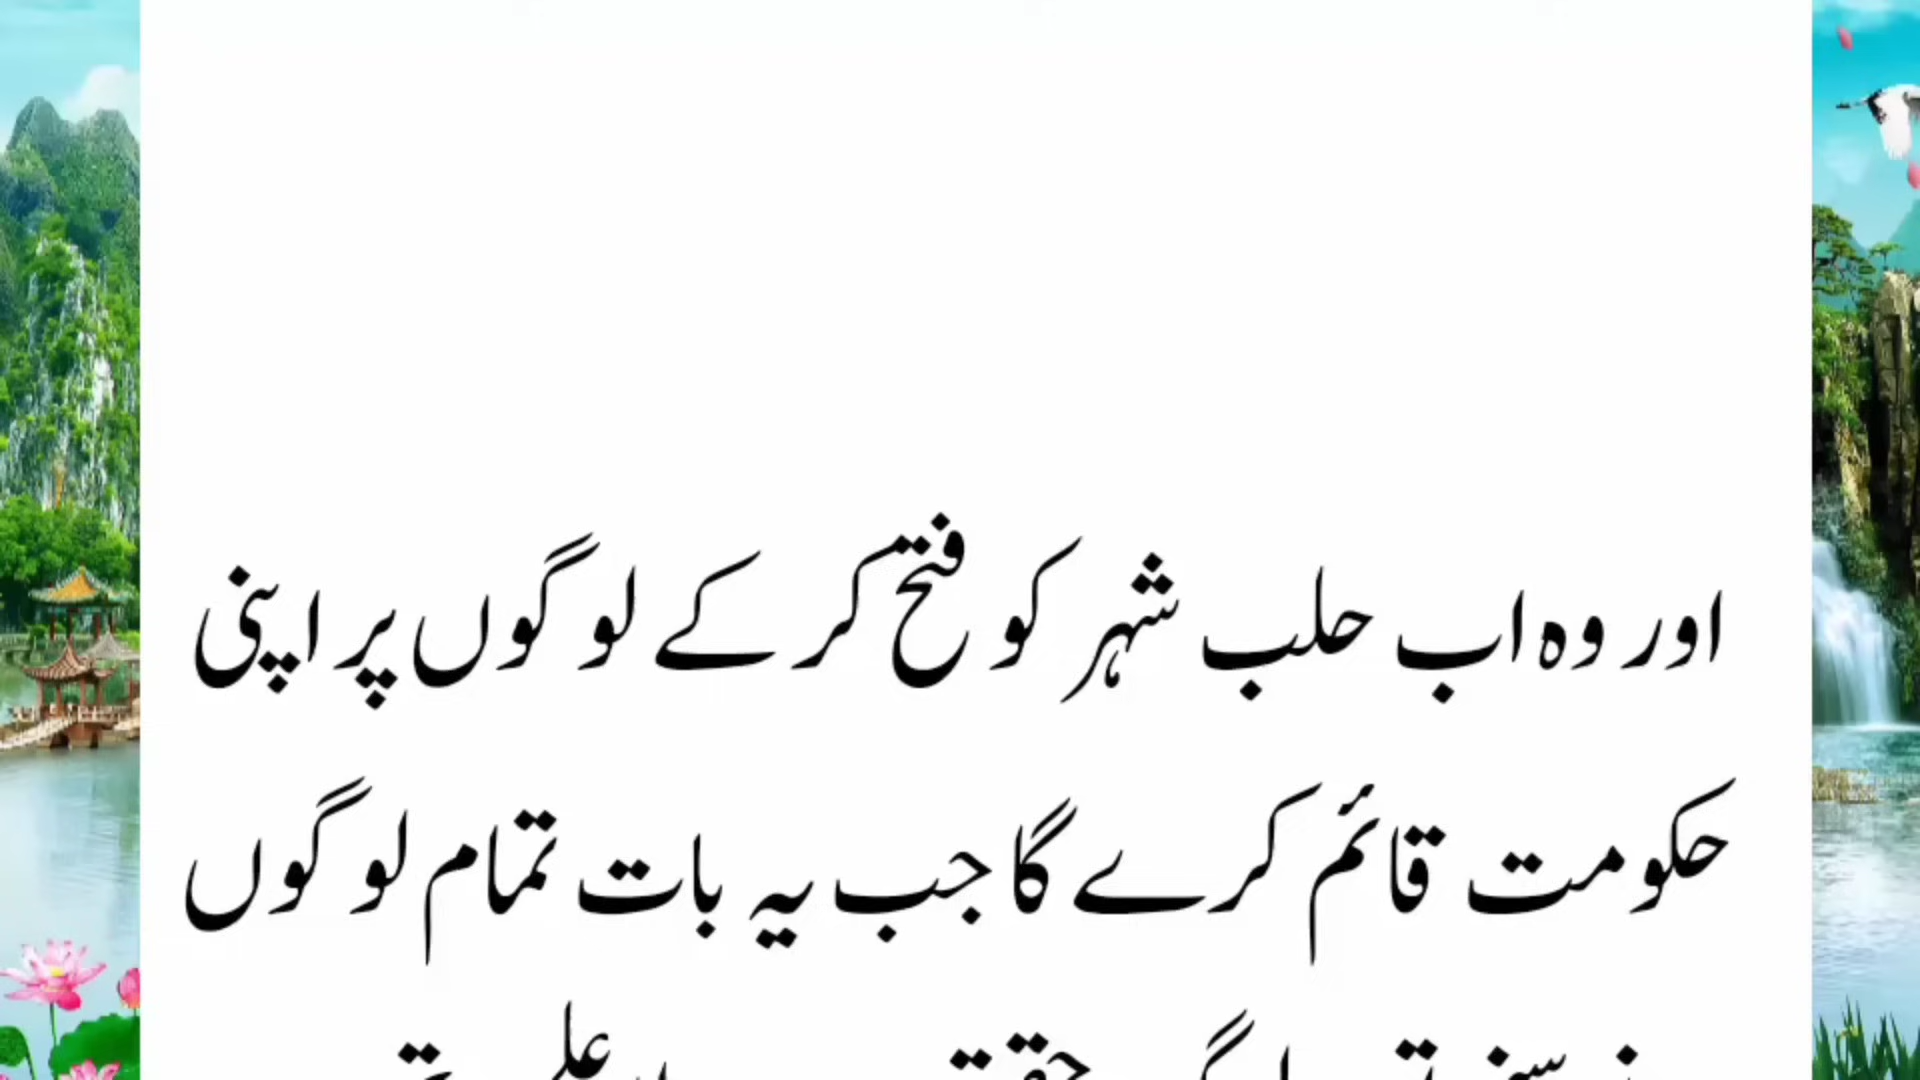 اور وہ اب حلب شہر کو فتح کر کے لوگوں پر اپنی
حکومت قائم کرے گا جب یہ بات تمام لوگوں